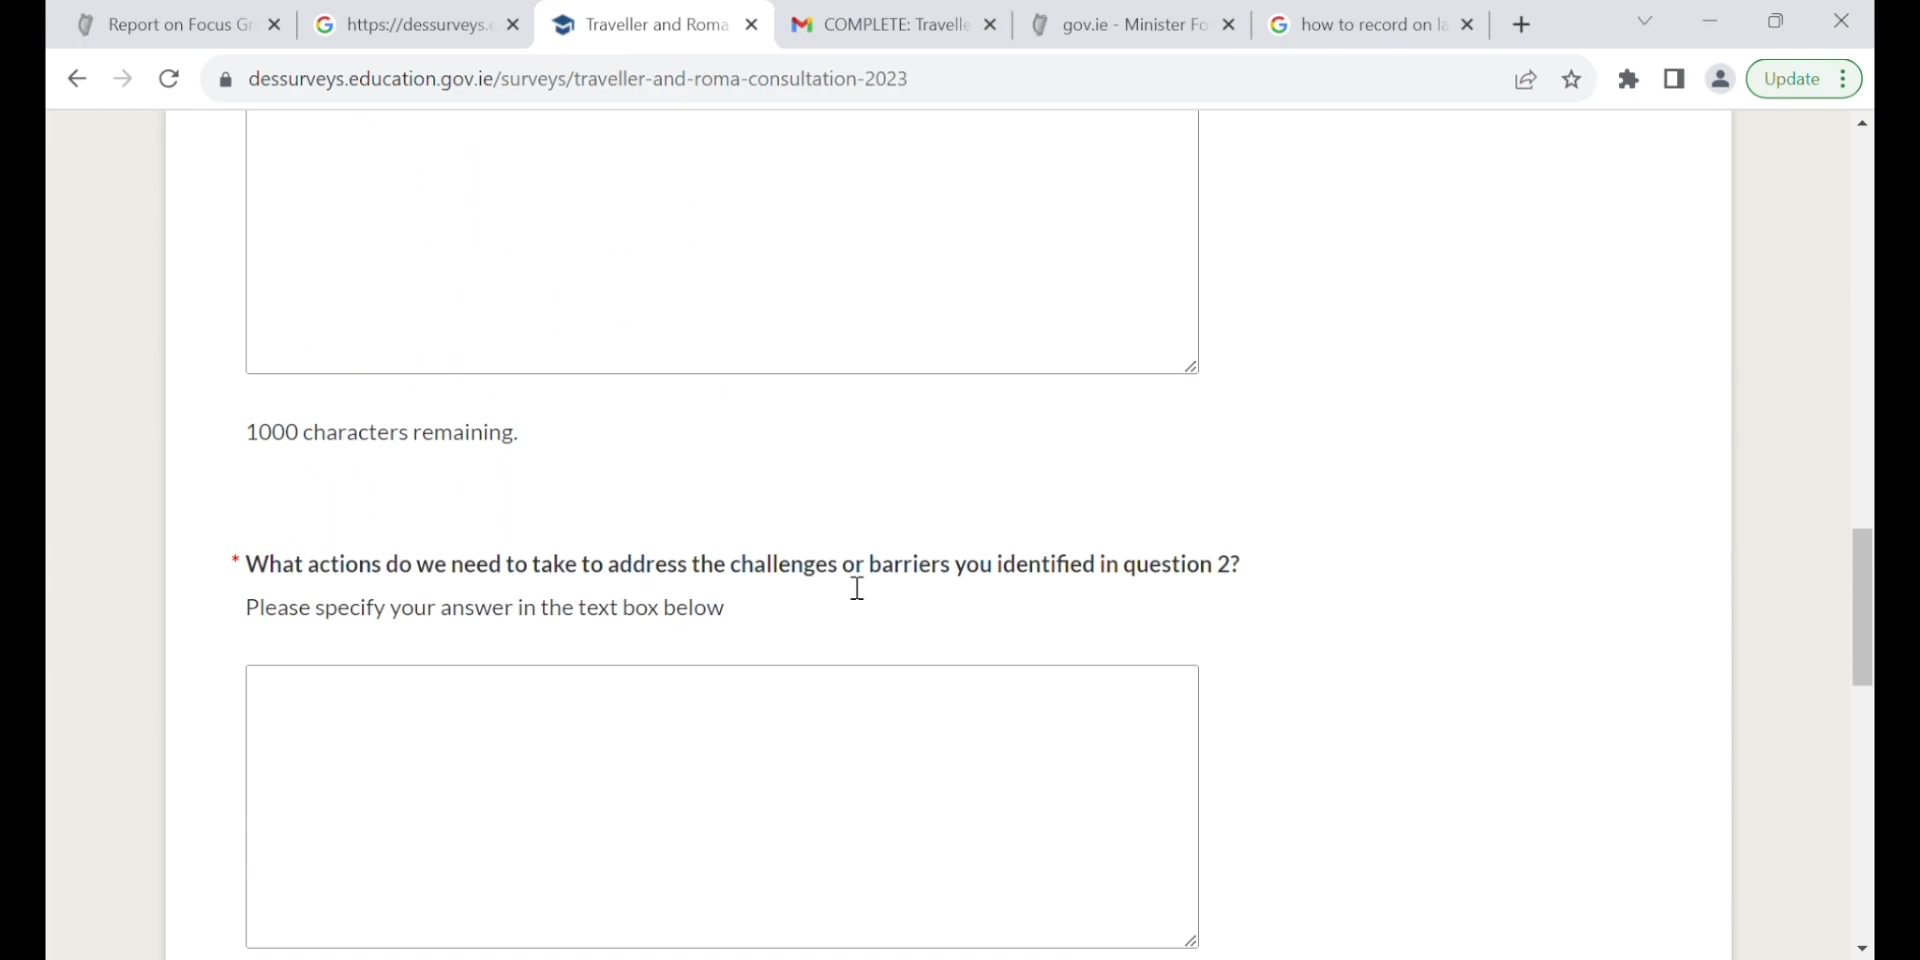 Report on Focus Gr
https://dessurveys.e
Traveller and Roma
COMPLETE: Travelle
gov.ie - Minister Fo
how to record on la
dessurveys.education.gov.ie/surveys/traveller-and-roma-consultation-2023
Update
1000 characters remaining.
* What actions do we need to take to address the challenges or barriers you identified in question 2?
Please specify your answer in the text box below